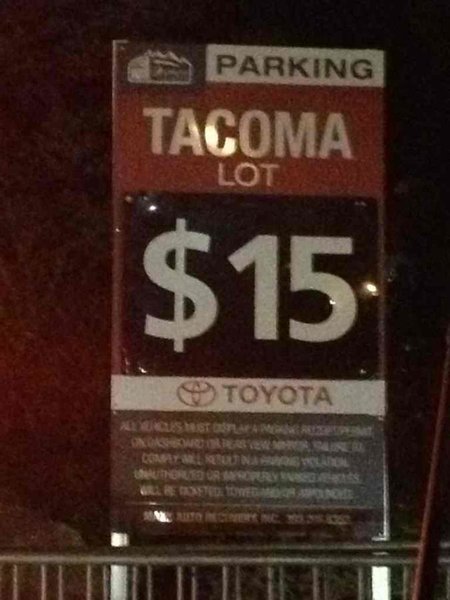 PARKING
TACOMA
LOT
$15
TOYOTA
ALL VEHICLES MUST DISPLAY A PARKING RECEIPT/PERMIT
ON DASHBOARD OR REAR VIEW MIRROR. FAILURE TO
COMPLY WILL RESULT IN A PARKING VIOLATION.
UNAUTHORIZED OR IMPROPERLY PARKED VEHICLES
WILL BE TICKETED, TOWED AND/OR IMPOUNDED.
AUTO RECOVERY, INC.